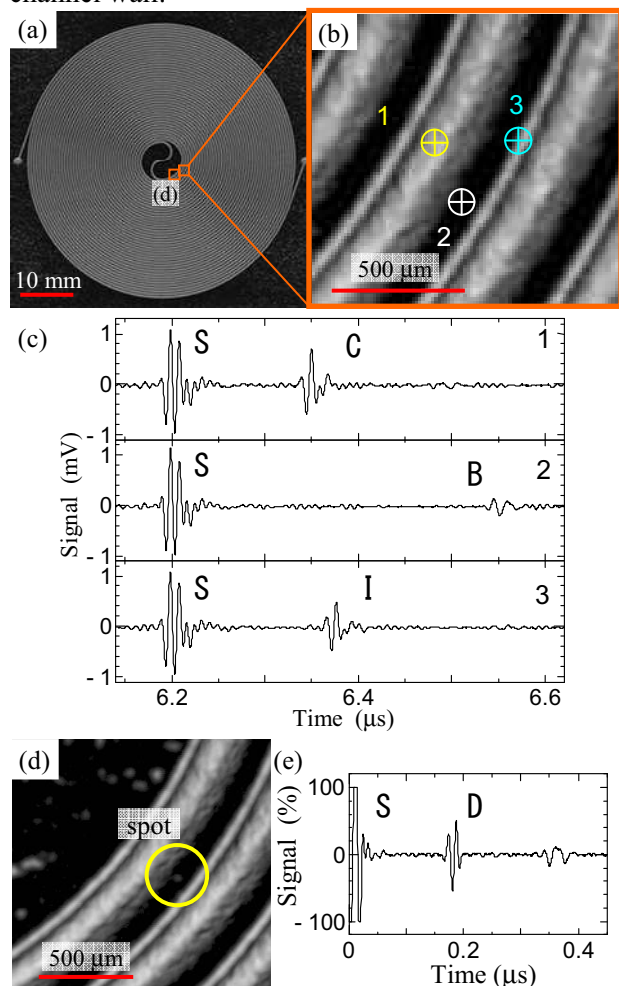 channel wall.
(a)
(d)
10 mm
(b)
1
3
2
500 µm
(c)
Signal (mV)
1
0
- 1
S
C
1
1
0
- 1
S
B
2
1
0
- 1
S
I
3
6.2
6.4
6.6
Time (µs)
(d)
spot
500 µm
(e)
Signal (%)
100
0
- 100
S
D
0
0.2
0.4
Time (µs)